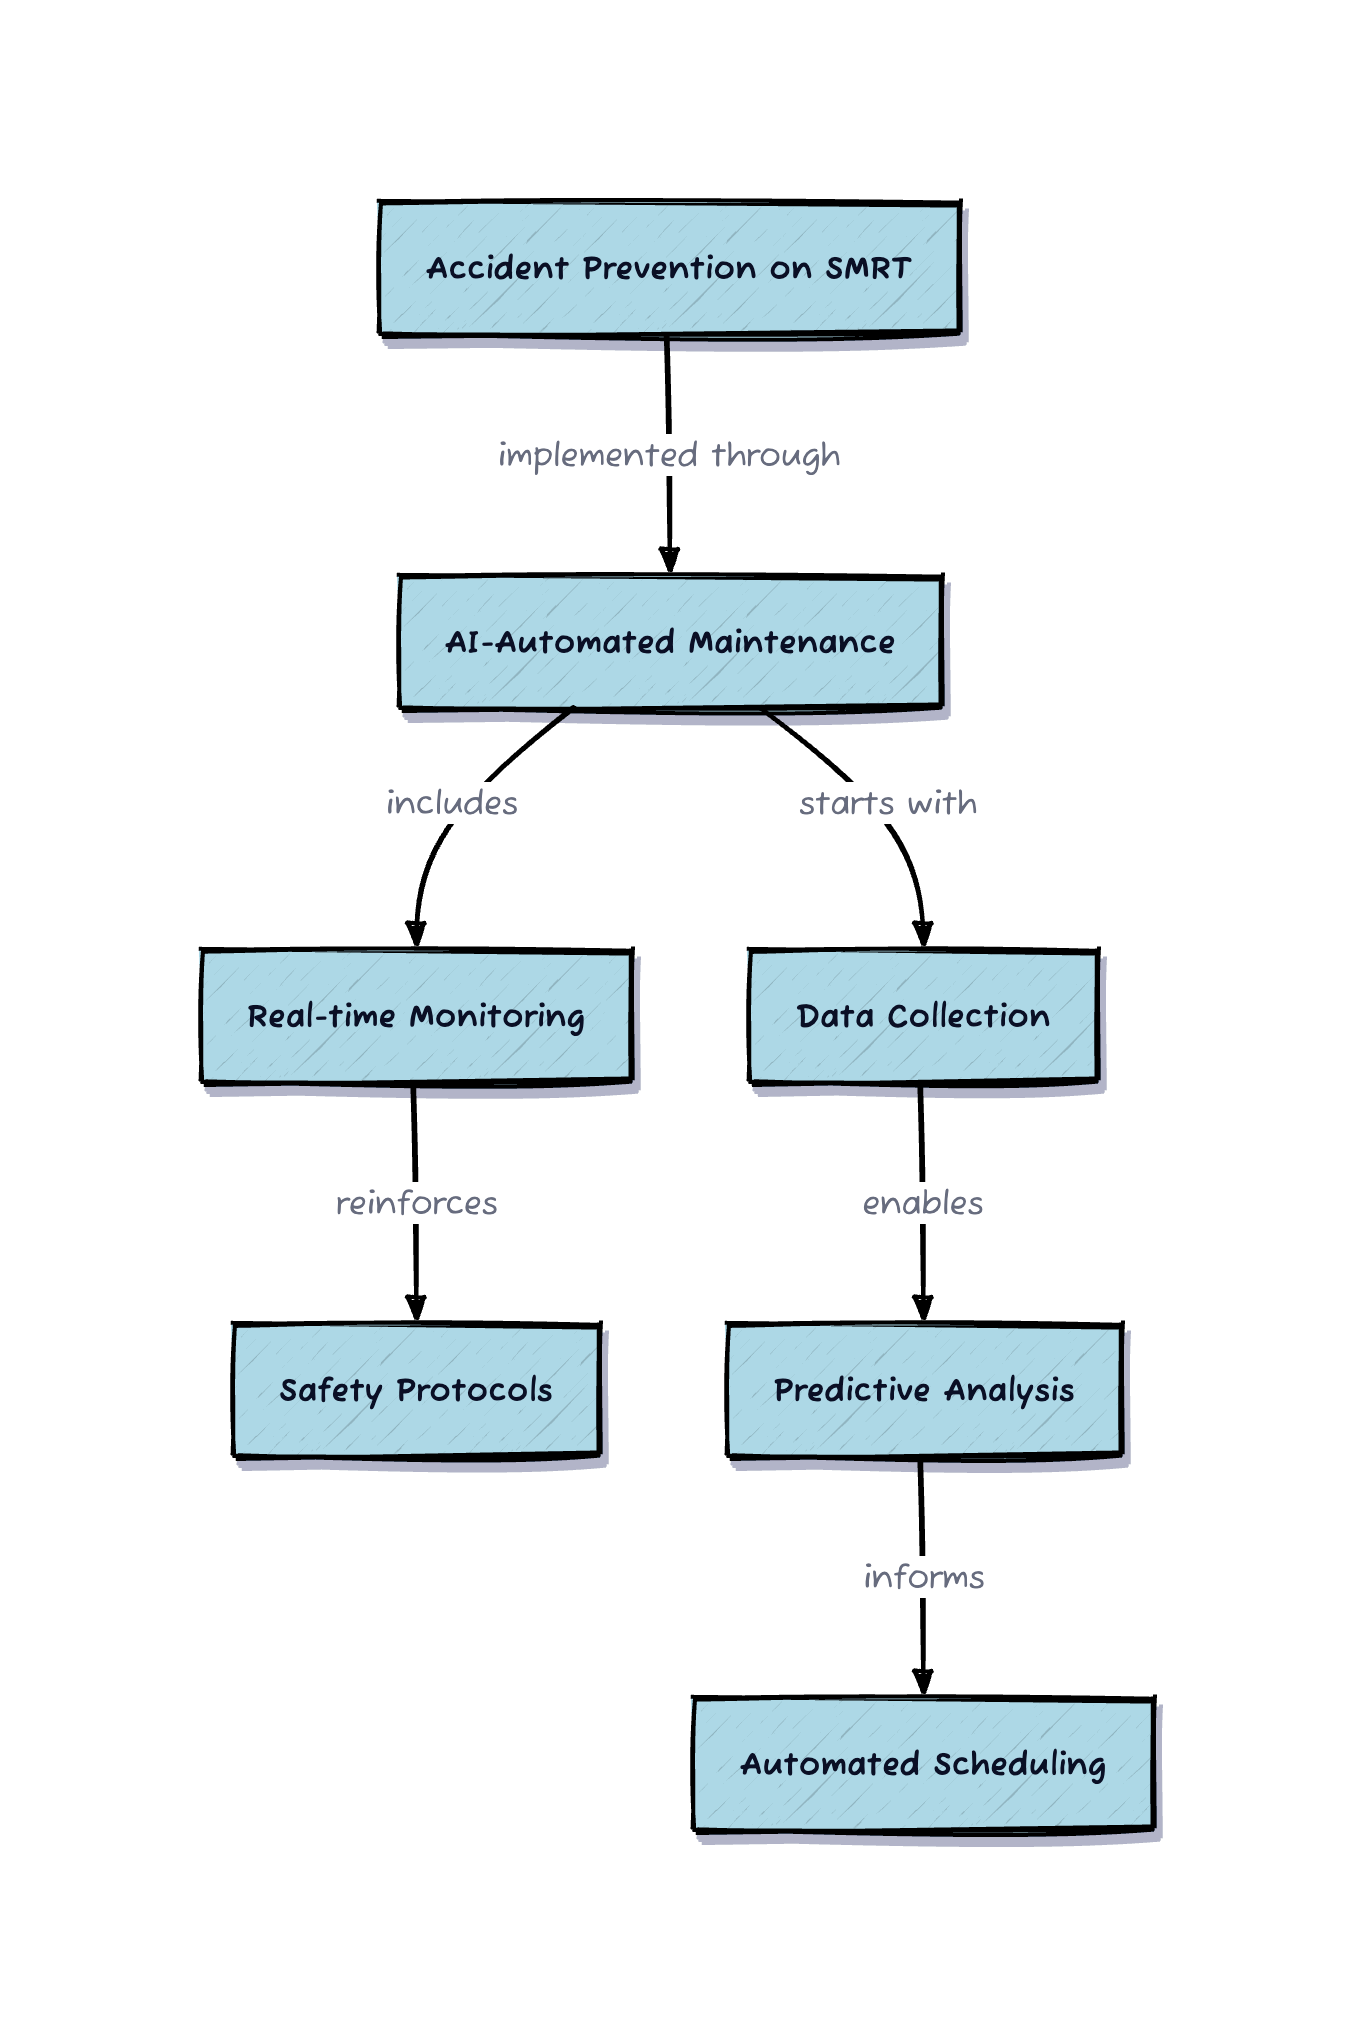 Accident Prevention on SMRT
implemented through
AI-Automated Maintenance
includes
starts with
Real-time Monitoring
Data Collection
reinforces
enables
Safety Protocols
Predictive Analysis
informs
Automated Scheduling